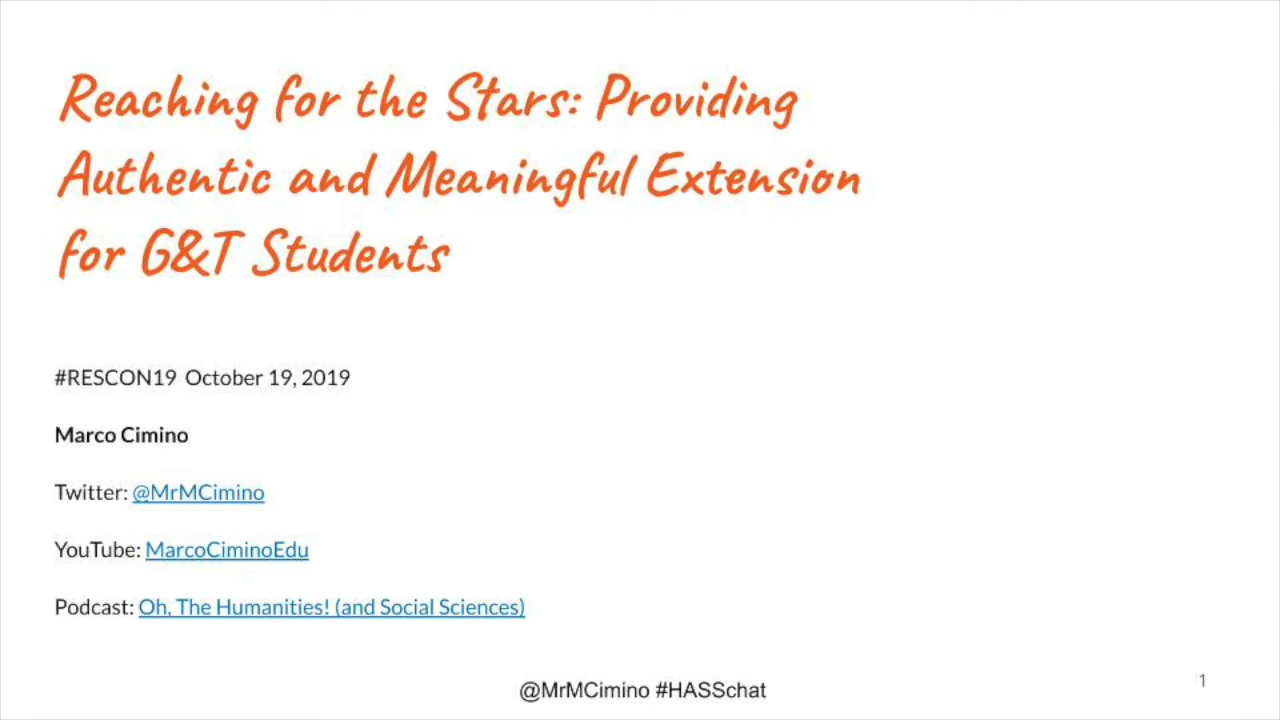 Reaching for the Stars: Providing
Authentic and Meaningful Extension
for G&T Students
#RESCON19 October 19, 2019
Marco Cimino
Twitter: @MrMCimino
YouTube: MarcoCiminoEdu
Podcast: Oh, The Humanities! (and Social Sciences)
@MrMCimino #HASSchat
1